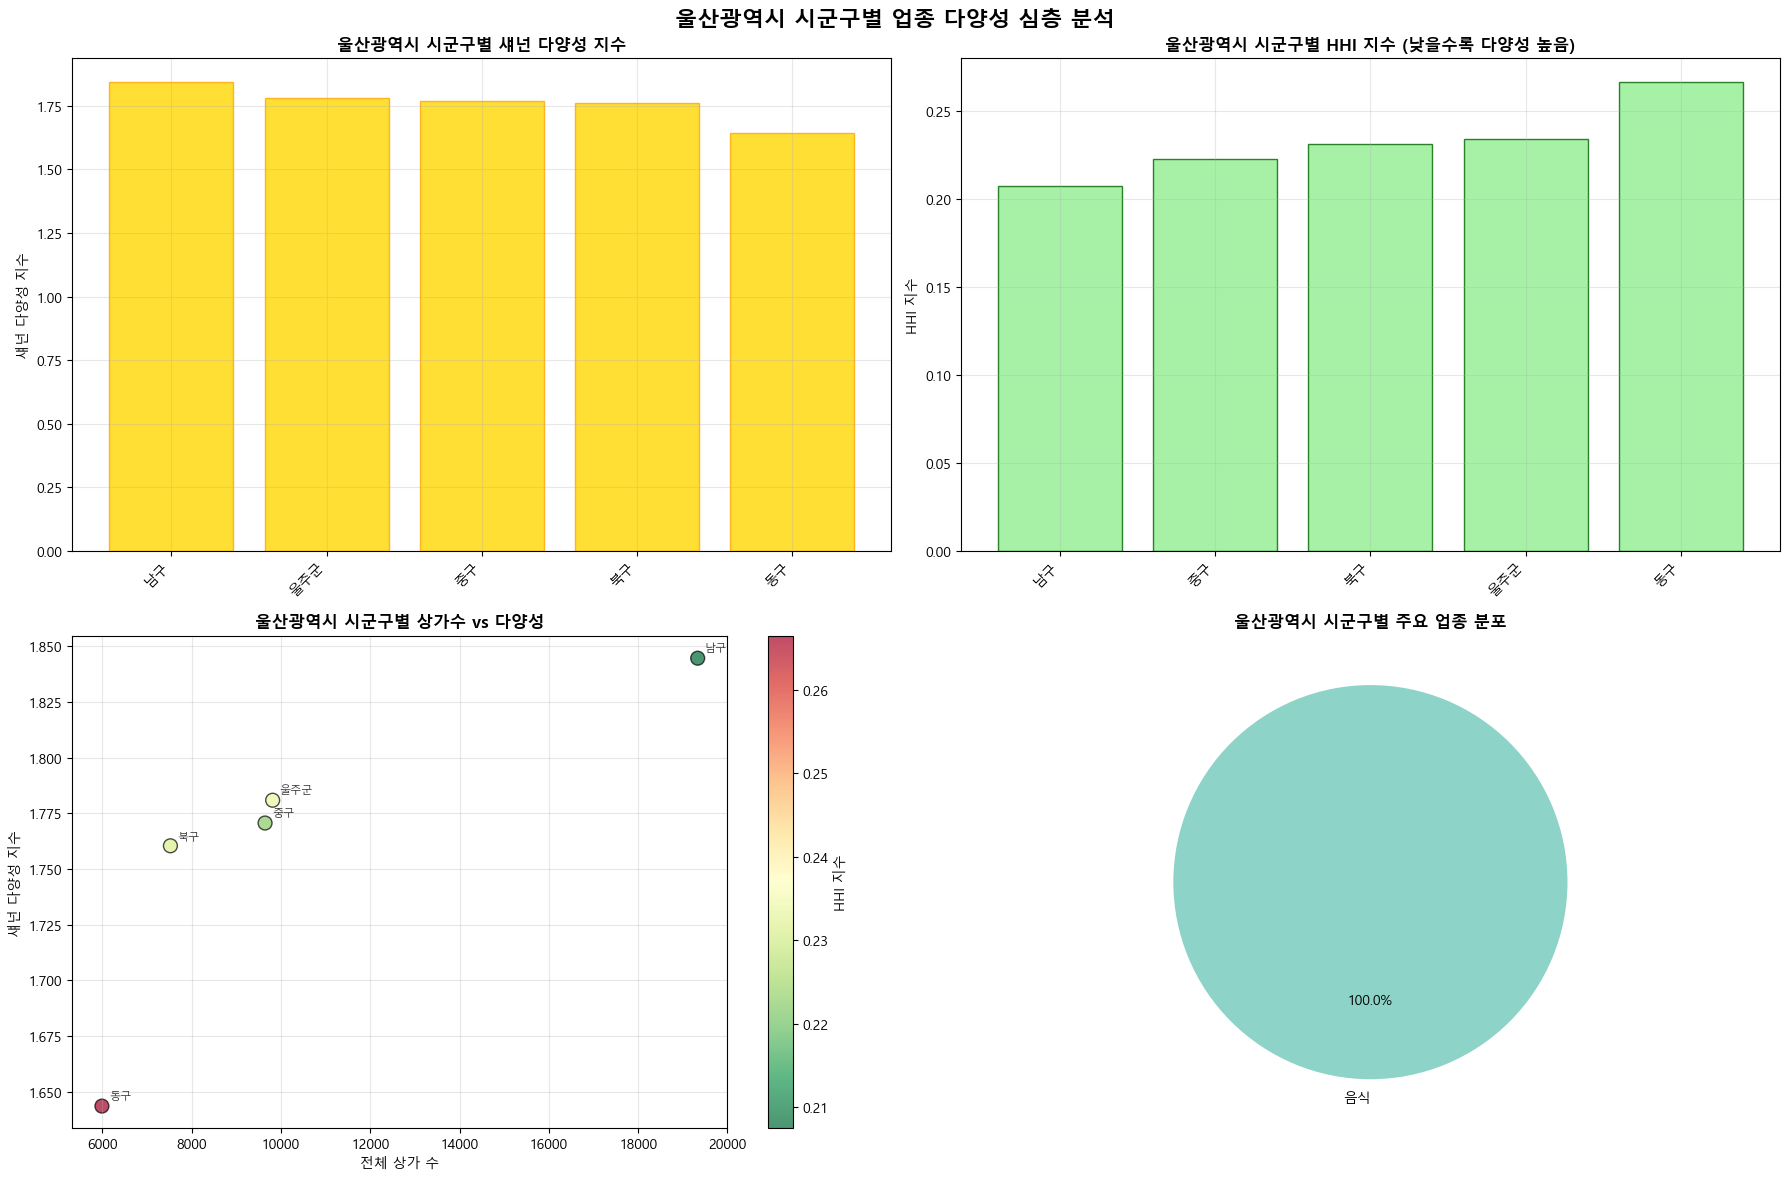 울산광역시 시군구별 업종 다양성 심층 분석
울산광역시 시군구별 섀넌 다양성 지수
섀넌 다양성 지수
1.75
1.50
1.25
1.00
0.75
0.50
0.25
0.00
남구
울주군
중구
북구
동구
울산광역시 시군구별 HHI 지수 (낮을수록 다양성 높음)
HHI 지수
0.25
0.20
0.15
0.10
0.05
0.00
남구
중구
북구
울주군
동구
울산광역시 시군구별 상가수 vs 다양성
섀넌 다양성 지수
1.850
1.825
1.800
1.775
1.750
1.725
1.700
1.675
1.650
남구
울주군
중구
북구
동구
6000
8000
10000
12000
14000
16000
18000
20000
전체 상가 수
0.26
0.25
0.24
0.23
0.22
0.21
HHI 지수
울산광역시 시군구별 주요 업종 분포
100.0%
음식